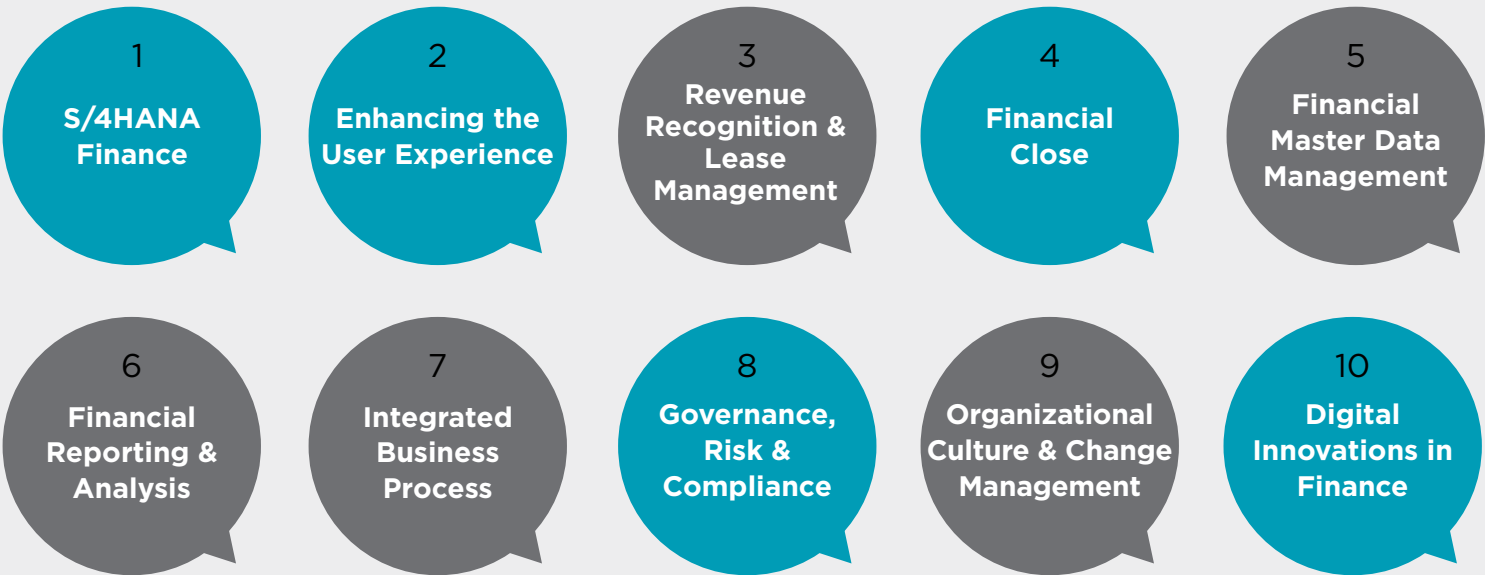 1
S/4HANA
Finance
2
Enhancing the
User Experience
3
Revenue
Recognition &
Lease
Management
4
Financial
Close
5
Financial
Master Data
Management
6
Financial
Reporting &
Analysis
7
Integrated
Business
Process
8
Governance,
Risk &
Compliance
9
Organizational
Culture & Change
Management
10
Digital
Innovations in
Finance